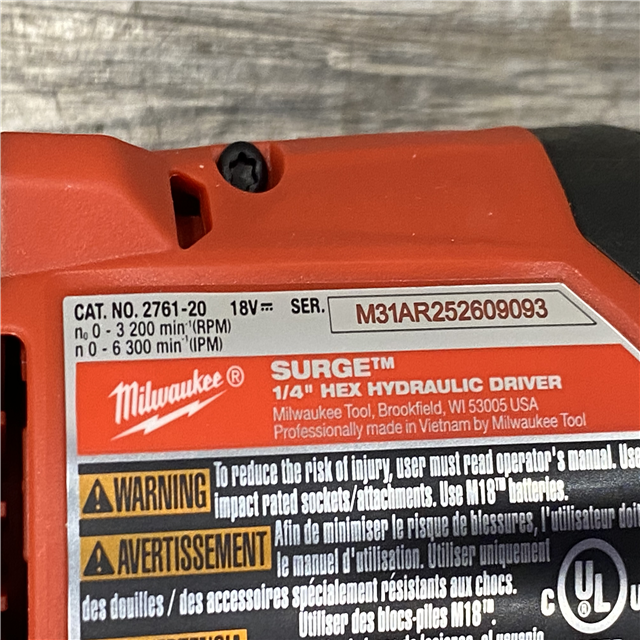 CAT. NO. 2761-20 18V⎓ SER. M31AR252609093
n₀ 0 - 3 200 min⁻¹(RPM)
n 0 - 6 300 min⁻¹(IPM)
Milwaukee®
SURGE™
1/4" HEX HYDRAULIC DRIVER
Milwaukee Tool, Brookfield, WI 53005 USA
Professionally made in Vietnam by Milwaukee Tool
WARNING To reduce the risk of injury, user must read operator's manual. Use
impact rated sockets/attachments. Use M18™ batteries.
AVERTISSEMENT Afin de minimiser le risque de blessures, l'utilisateur doit
le manuel d'utilisation. Utiliser uniquement
des douilles / des accessoires spécialement résistants aux chocs.
Utiliser des blocs-piles M18™.
C UL